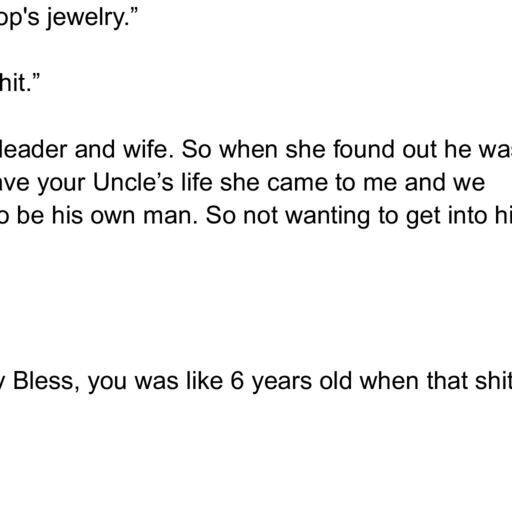 op's jewelry.”
hit.”
leader and wife. So when she found out he was
ave your Uncle’s life she came to me and we
o be his own man. So not wanting to get into hi
y Bless, you was like 6 years old when that shit